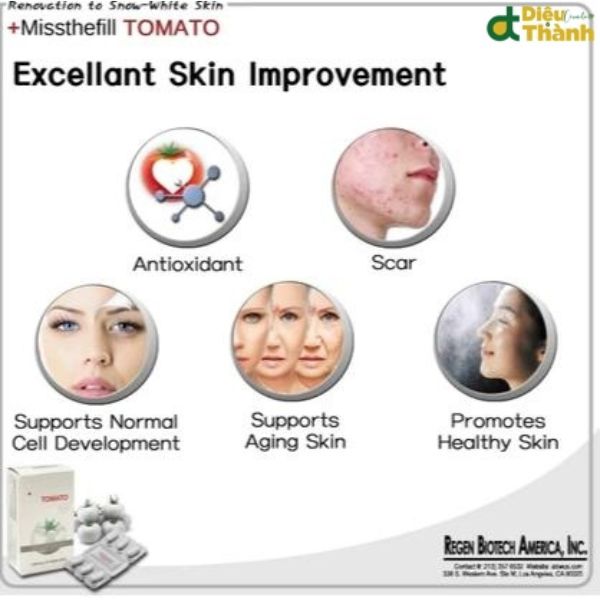 Renovation to Snow-White Skin
+Missthefill TOMATO
Diệu
Thành
Excellant Skin Improvement
Antioxidant
Scar
Supports Normal
Cell Development
Supports
Aging Skin
Promotes
Healthy Skin
TOMATO
REGEN BIOTECH AMERICA, INC.